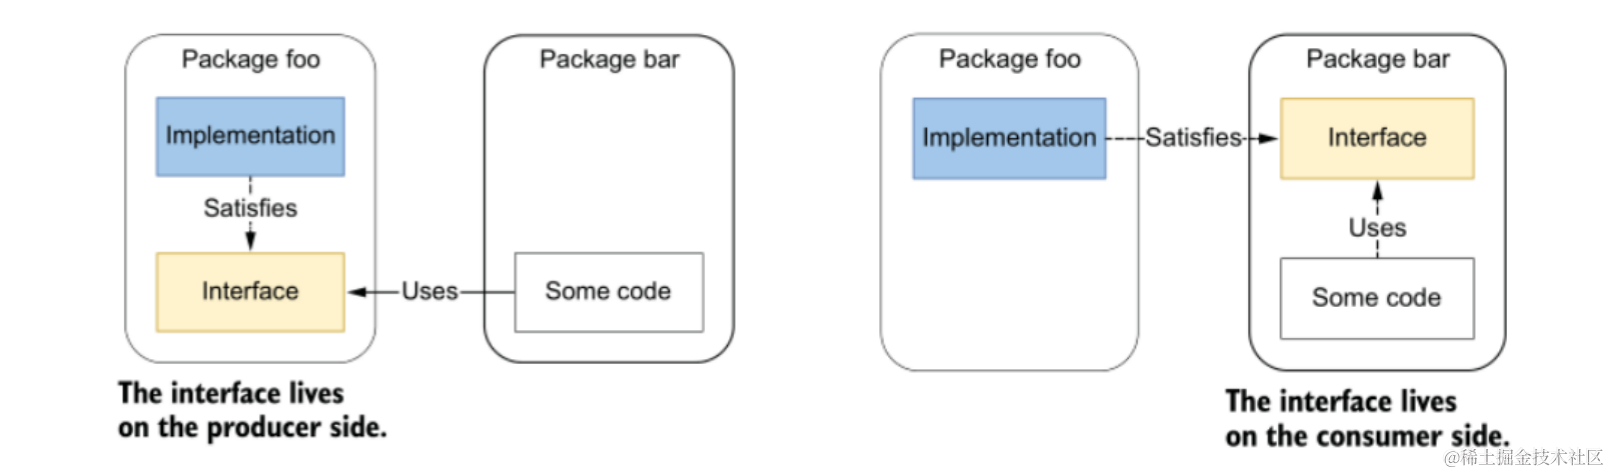 Package foo
Implementation
Satisfies
Interface
The interface lives
on the producer side.
Package bar
Uses
Some code
Package foo
Implementation
Satisfies
Package bar
Interface
Uses
Some code
The interface lives
on the consumer side.
@稀土掘金技术社区